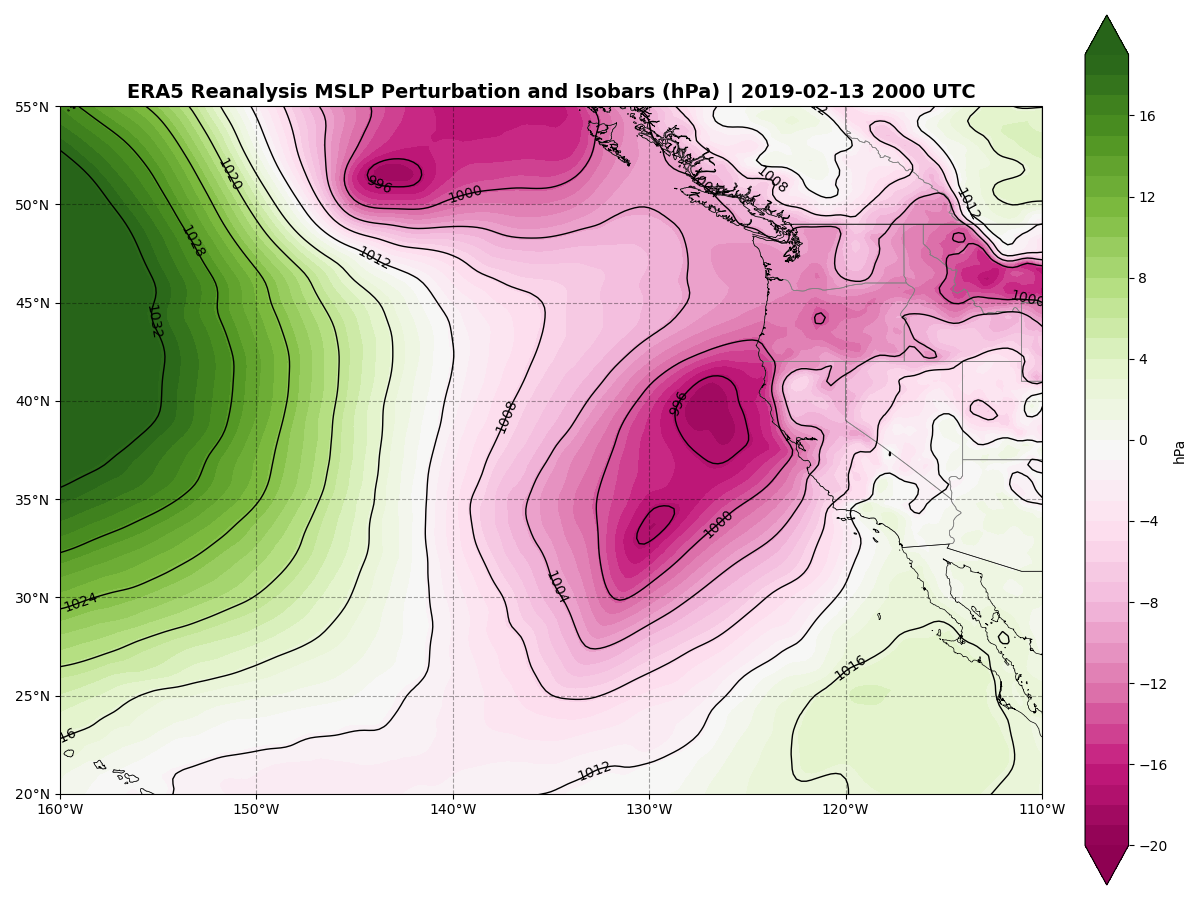 ERA5 Reanalysis MSLP Perturbation and Isobars (hPa) | 2019-02-13 2000 UTC
55°N
50°N
45°N
40°N
35°N
30°N
25°N
20°N
160°W
150°W
140°W
130°W
120°W
110°W
1020
1028
1032
1024
16
1012
996
1000
1008
1004
996
1000
1012
1008
1012
1000
1016
16
12
8
4
0
−4
−8
−12
−16
−20
hPa